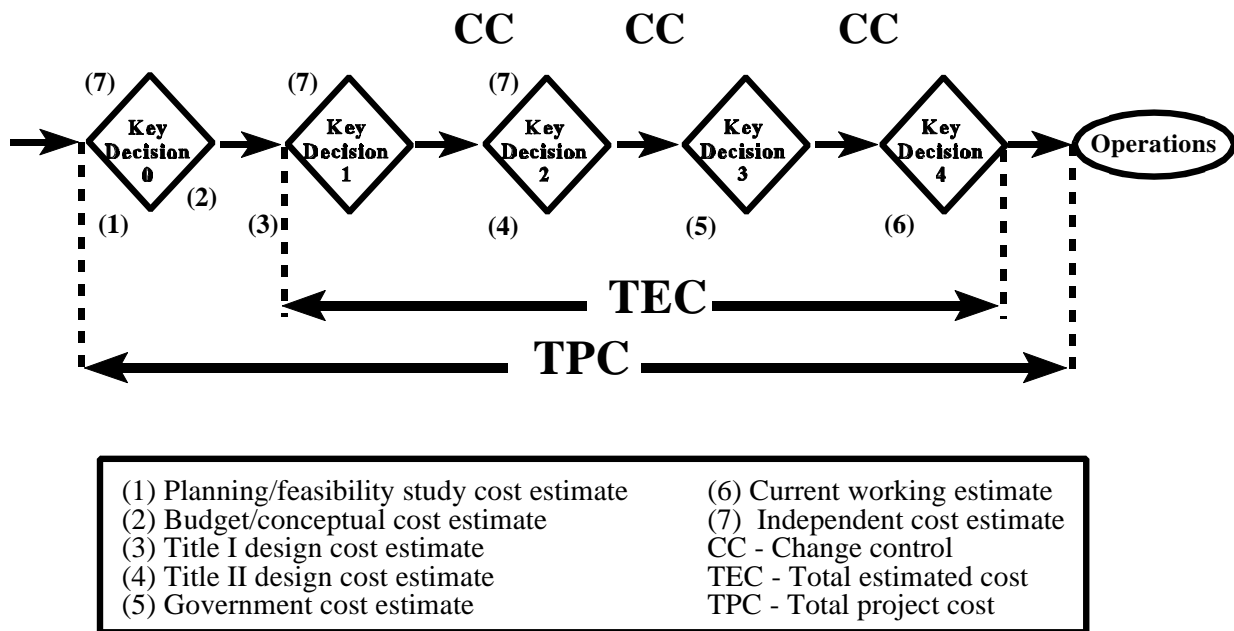 CC CC CC
(7) (7) (7)
Key Decision 0
Key Decision 1
Key Decision 2
Key Decision 3
Key Decision 4
Operations
(1) (2) (3) (4) (5) (6)
TEC
TPC
(1) Planning/feasibility study cost estimate
(2) Budget/conceptual cost estimate
(3) Title I design cost estimate
(4) Title II design cost estimate
(5) Government cost estimate
(6) Current working estimate
(7) Independent cost estimate
CC - Change control
TEC - Total estimated cost
TPC - Total project cost